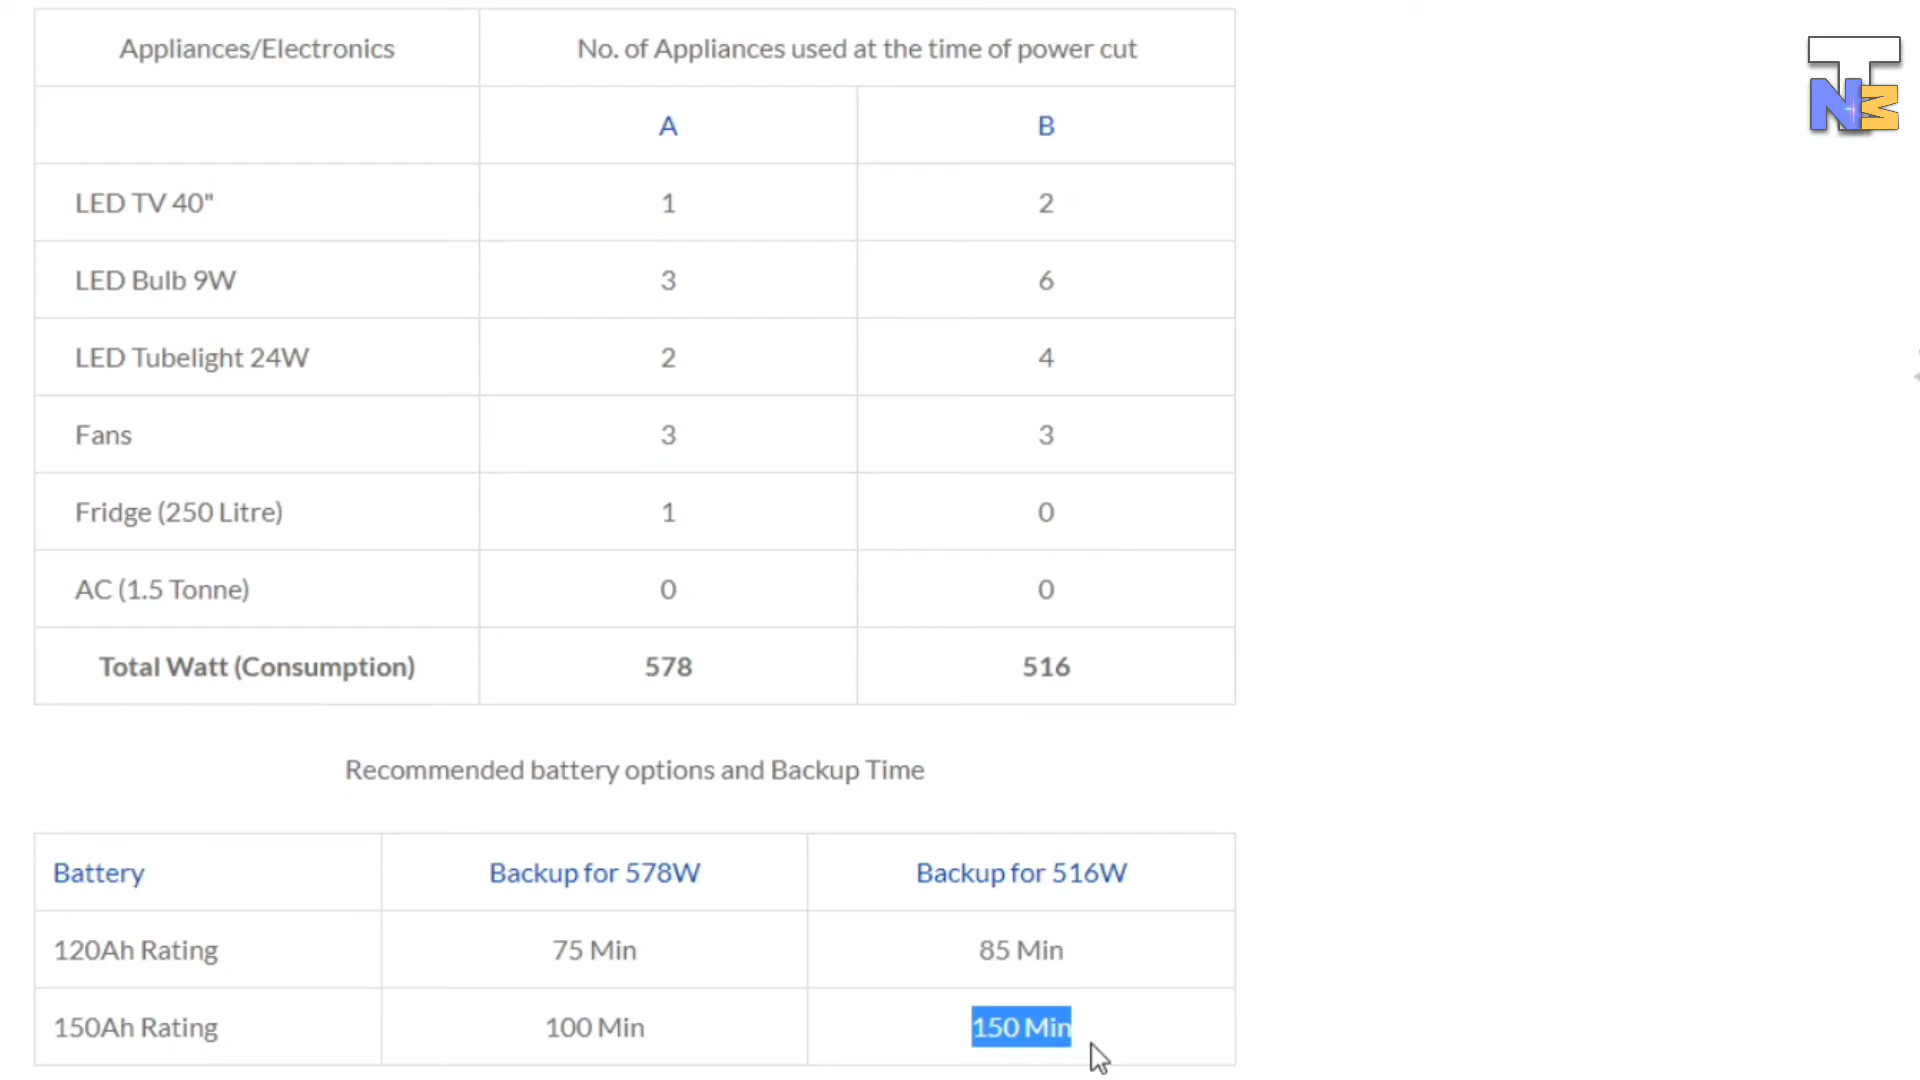 Appliances/Electronics No. of Appliances used at the time of power cut
A B
LED TV 40" 1 2
LED Bulb 9W 3 6
LED Tubelight 24W 2 4
Fans 3 3
Fridge (250 Litre) 1 0
AC (1.5 Tonne) 0 0
Total Watt (Consumption) 578 516
Recommended battery options and Backup Time
Battery Backup for 578W Backup for 516W
120Ah Rating 75 Min 85 Min
150Ah Rating 100 Min 150 Min